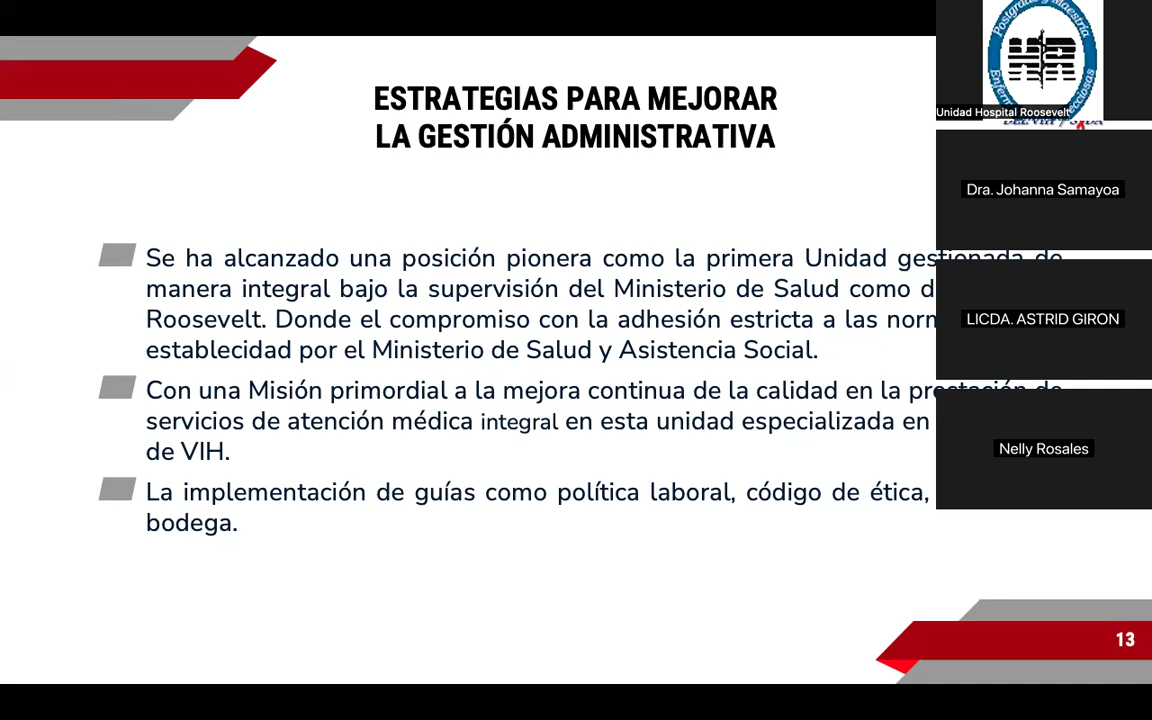 ESTRATEGIAS PARA MEJORAR
LA GESTIÓN ADMINISTRATIVA
Se ha alcanzado una posición pionera como la primera Unidad gestionada de
manera integral bajo la supervisión del Ministerio de Salud como
Roosevelt. Donde el compromiso con la adhesión estricta a las
establecidad por el Ministerio de Salud y Asistencia Social.
Con una Misión primordial a la mejora continua de la calidad en la prestación de
servicios de atención médica integral en esta unidad especializada en
de VIH.
La implementación de guías como política laboral, código de ética,
bodega.
13
Postgrado y Maestría
HR
Unidad Hospital Roosevelt
Dra. Johanna Samayoa
LICDA. ASTRID GIRON
Nelly Rosales